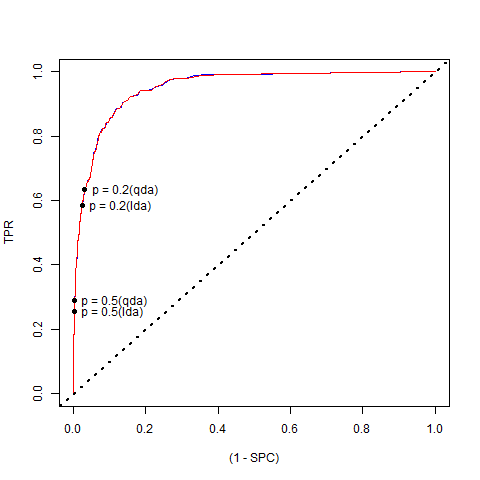 1.0
0.8
0.6
0.4
0.2
0.0
TPR
p = 0.2(qda)
p = 0.2(lda)
p = 0.5(qda)
p = 0.5(lda)
0.0 0.2 0.4 0.6 0.8 1.0
(1 - SPC)